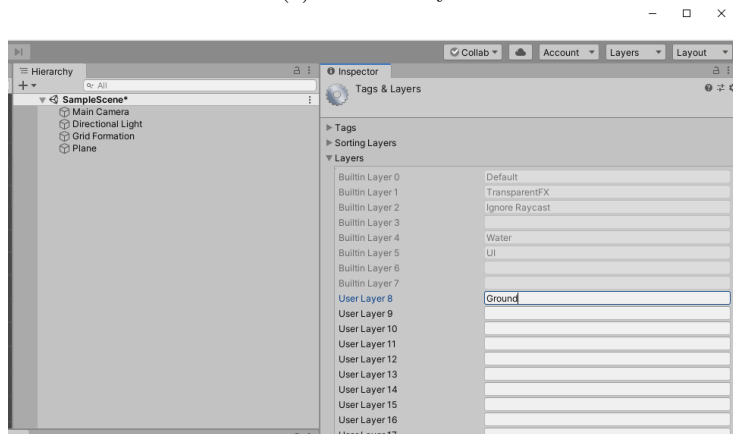 Collab
Account
Layers
Layout
Hierarchy
All
SampleScene*
Main Camera
Directional Light
Grid Formation
Plane
Inspector
Tags & Layers
Tags
Sorting Layers
Layers
Builtin Layer 0 Default
Builtin Layer 1 TransparentFX
Builtin Layer 2 Ignore Raycast
Builtin Layer 3
Builtin Layer 4 Water
Builtin Layer 5 UI
Builtin Layer 6
Builtin Layer 7
User Layer 8 Ground
User Layer 9
User Layer 10
User Layer 11
User Layer 12
User Layer 13
User Layer 14
User Layer 15
User Layer 16